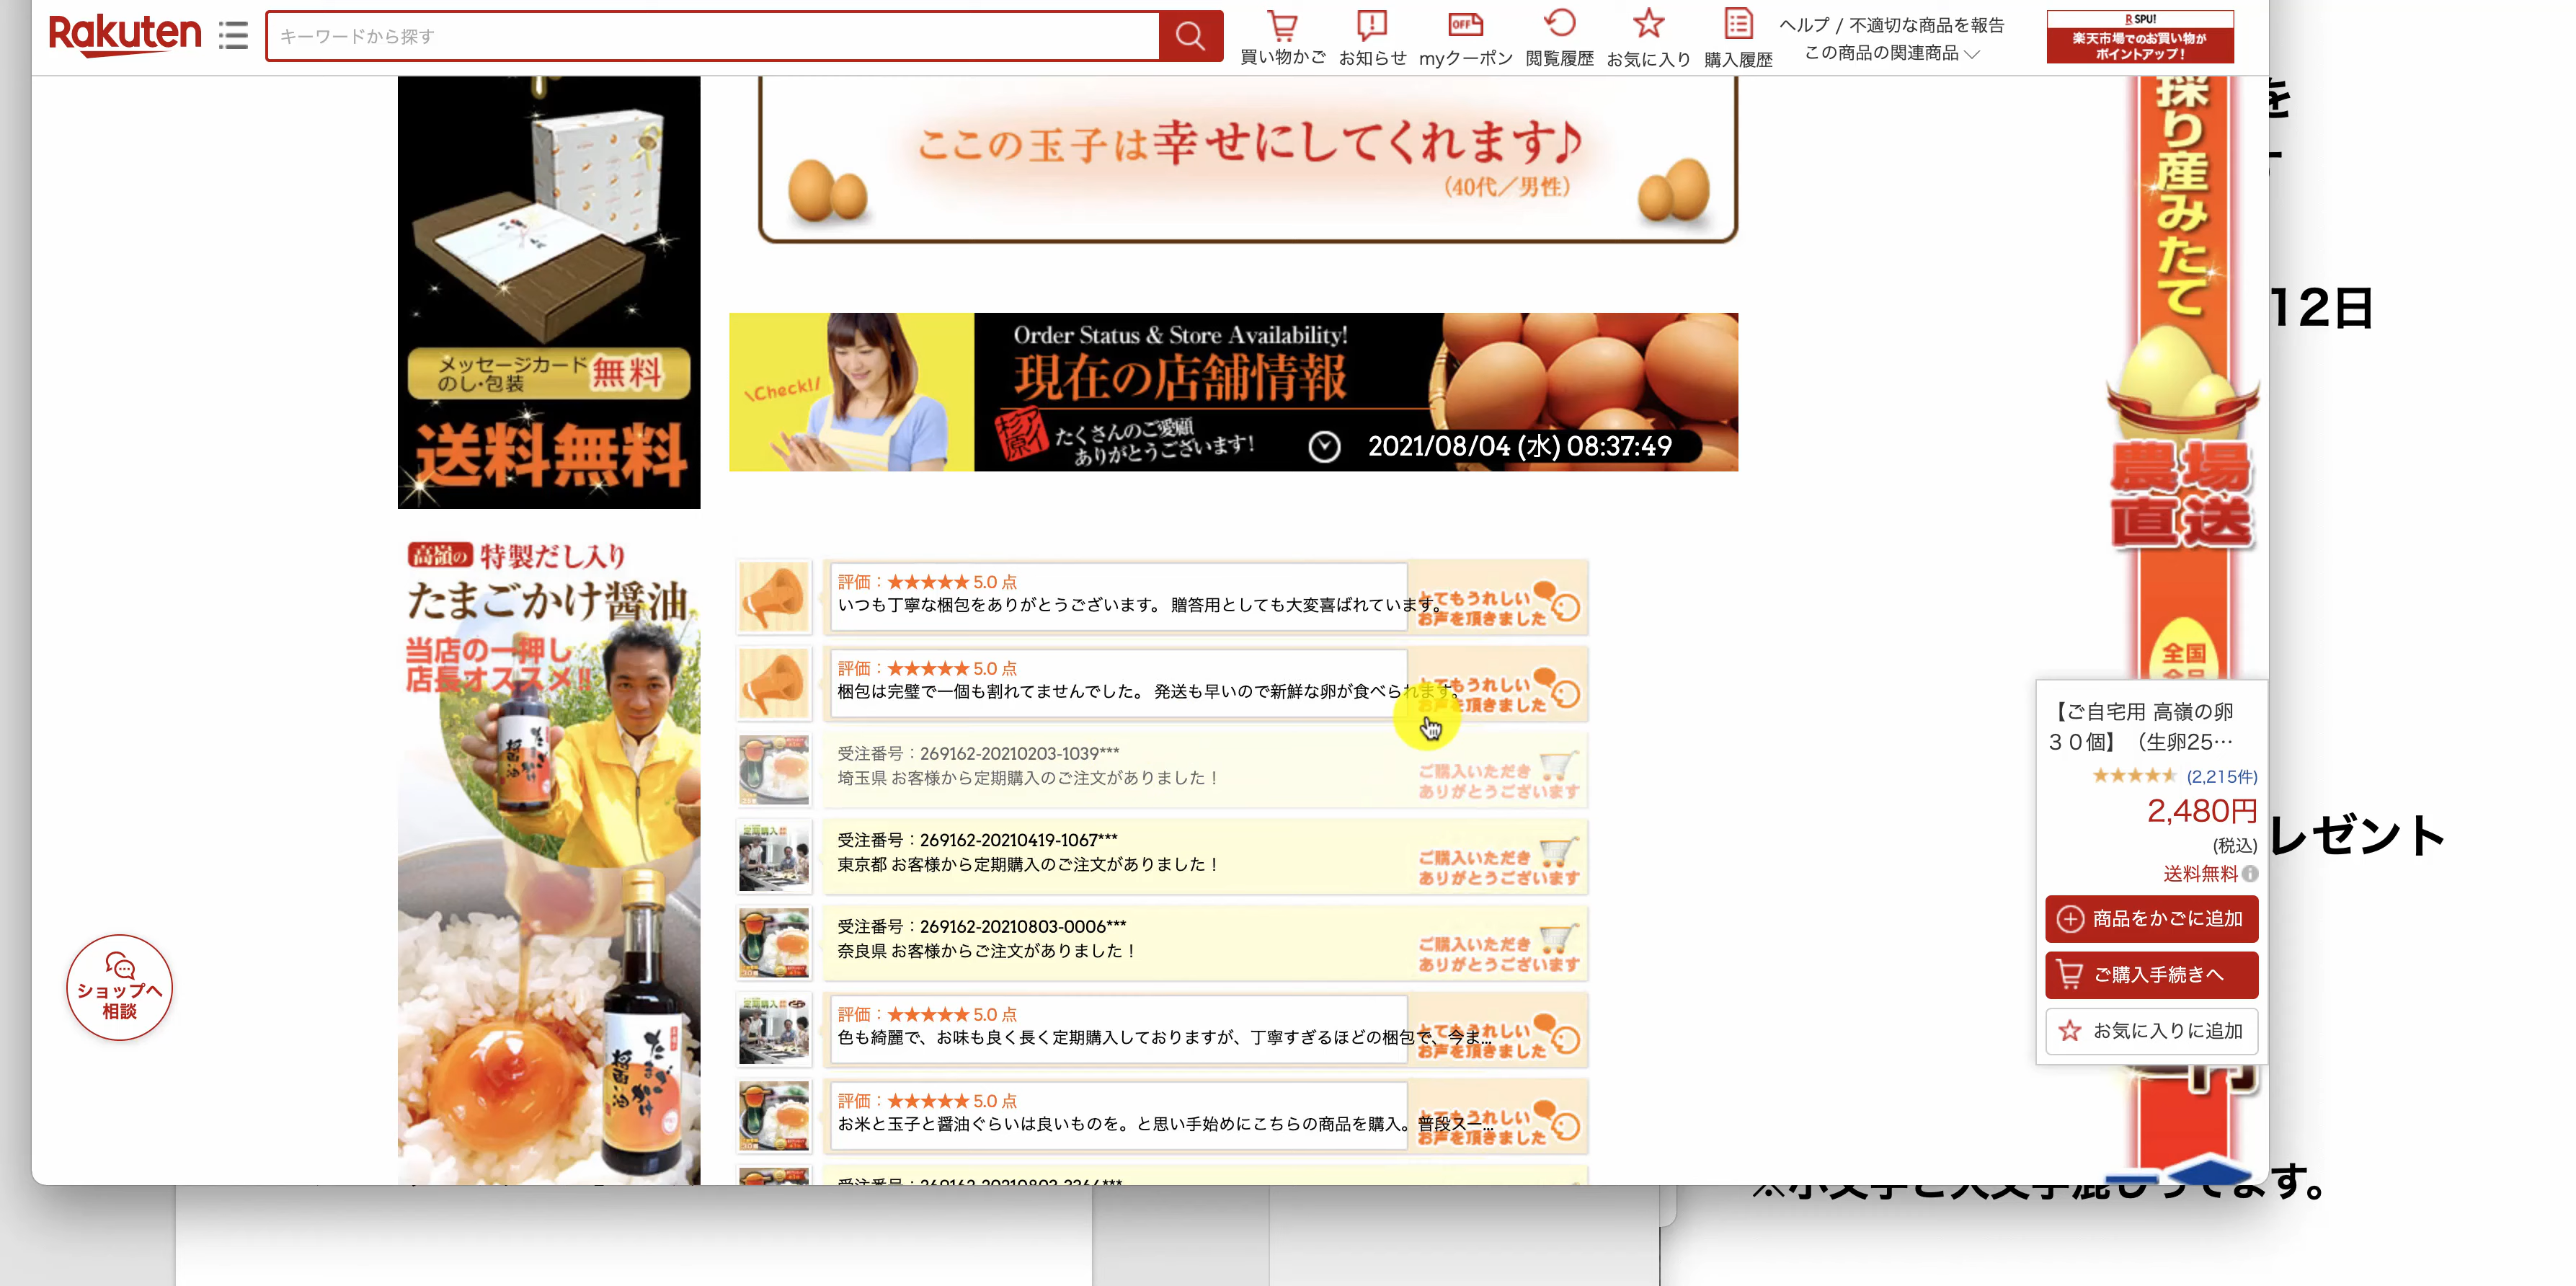 Rakuten
キーワードから探す
買い物かご
お知らせ
myクーポン
閲覧履歴
お気に入り
購入履歴
ヘルプ / 不適切な商品を報告
この商品の関連商品
R SPU!
楽天市場でのお買い物が
ポイントアップ!
ここの玉子は幸せにしてくれます♪
(40代/男性)
メッセージカード
のし・包装
無料
送料無料
\Check!/
Order Status & Store Availability!
現在の店舗情報
たくさんのご愛顧
ありがとうございます!
2021/08/04 (水) 08:37:49
高嶺の 特製だし入り
たまごかけ醤油
当店の一押し
店長オススメ!!
評価：★★★★★ 5.0 点
いつも丁寧な梱包をありがとうございます。 贈答用としても大変喜ばれています。
とてもうれしい
お声を頂きました
評価：★★★★★ 5.0 点
梱包は完璧で一個も割れてませんでした。 発送も早いので新鮮な卵が食べられます。
とてもうれしい
お声を頂きました
受注番号：269162-20210203-1039***
埼玉県 お客様から定期購入のご注文がありました！
ご購入いただき
ありがとうございます
受注番号：269162-20210419-1067***
東京都 お客様から定期購入のご注文がありました！
ご購入いただき
ありがとうございます
受注番号：269162-20210803-0006***
奈良県 お客様からご注文がありました！
ご購入いただき
ありがとうございます
評価：★★★★★ 5.0 点
色も綺麗で、お味も良く長く定期購入しておりますが、丁寧すぎるほどの梱包で、今ま...
とてもうれしい
お声を頂きました
評価：★★★★★ 5.0 点
お米と玉子と醤油ぐらいは良いものを。と思い手始めにこちらの商品を購入。普段スー...
とてもうれしい
お声を頂きました
受注番号：269162-20210803-3364***
ショップへ
相談
採り産みたて
農場
直送
全国
【ご自宅用 高嶺の卵
３０個】（生卵25…
★★★★★ (2,215件)
2,480円
(税込)
送料無料
商品をかごに追加
ご購入手続きへ
お気に入りに追加
を
12日
レゼント